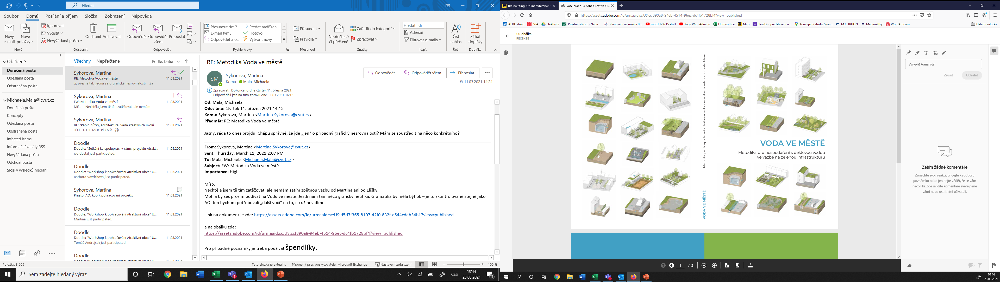 Hledat
Soubor Domů Posílání a příjem Složka Zobrazení Nápověda
Nový e-mail
Nové položky
Ignorovat
Vyčistit
Nevyžádaná pošta
Odstranit Archivovat
Odpovědět Odpovědět všem Přeposlat
Přesunout do: ?
E-mail týmu
Odpovědět a o...
Předat nadřízen...
Hotovo
Vytvořit nový
Přesunout
Pravidla
Nepřečtené či přečtené
Zařadit do kategorií
Zpracovat
Hledat lidi
Adresář
Filtrovat e-maily
Číst nahlas
Získat doplňky
Nové Odstranit Odpovědět Rychlé kroky Přesunout Značky Najít Řeč Doplňky
Oblíbené
Doručená pošta
Odeslaná pošta
Odstraněná pošta
Michaela.Mala@cvut.cz
Doručená pošta
Koncepty
Odeslaná pošta
Odstraněná pošta
Infected Items
Informační kanály RSS
Nevyžádaná pošta
Odchozí pošta
Složky výsledků hledání
Všechny Nepřečtené Podle: Datum
Sykorova, Martina
RE: Metodika Voda ve městě 11.03.2021
Jj, přesně tak, jedná se o grafické nesrovnalosti. Za
Sykorova, Martina
FW: Metodika Voda ve městě 11.03.2021
Míšo, Nechtěla jsem tě tím zatěžovat, ale nemám
Sykorova, Martina
RE: "Papír, nůžky, architektura. Sada kreativních úkolů ... 11.03.2021
JÉÉÉ, TO JE MOC PĚKNÝ!
Doodle
Doodle: "Setkání ke spolupráci v rámci projektů Atrakt... 11.03.2021
ivo dostál just participated.
Doodle
Doodle: "Workshop k pokračování Atraktivní obce" U... 11.03.2021
Barbora Vavrichova just participated.
Sykorova, Martina
Přijato: AO: koo k pokračování projektu 11.03.2021
Doodle
Doodle: "Workshop k pokračování Atraktivní obce" U... 11.03.2021
Martina just participated.
Doodle
Doodle: "Workshop k pokračování Atraktivní obce" U... 11.03.2021
Tomáš Andrejsek just participated.
Doodle
Doodle: "Workshop k pokračování Atraktivní obce" U... 11.03.2021
RE: Metodika Voda ve městě
SM
Sykorova, Martina
Komu Mala, Michaela
Odpovědět Odpovědět všem Přeposlat
čt 11.03.2021 14:24
Zpracovat. Dokončeno dne čtvrtek 11. března 2021.
Odpověděli jste na tuto zprávu dne 11.03.2021 16:12.
Od: Mala, Michaela
Odesláno: čtvrtek 11. března 2021 14:15
Komu: Sykorova, Martina <Martina.Sykorova@cvut.cz>
Předmět: RE: Metodika Voda ve městě
Jasný, ráda to dnes projdu. Chápu správně, že jde „jen“ o případný grafický nesrovnalosti? Mám se soustředit na něco konkrétního?
From: Sykorova, Martina <Martina.Sykorova@cvut.cz>
Sent: Thursday, March 11, 2021 2:07 PM
To: Mala, Michaela <Michaela.Mala@cvut.cz>
Subject: FW: Metodika Voda ve městě
Importance: High
Míšo,
Nechtěla jsem tě tím zatěžovat, ale nemám zatím zpětnou vazbu od Martina ani od Elišky.
Mohla by ses prosím podívat na Vodu ve městě. Jestli nám tam něco graficky neutíká. Gramatika by měla být ok – je to zkontrolované stejně jako
AO. Jen bychom potřebovali „další voči“ na to, co už nevidíme.
Link na dokument je zde: https://assets.adobe.com/id/urn:aaid:sc:US:d5d7f365-8107-42f0-832f-a544cdeb34b1?view=published
a na obálku zde:
https://assets.adobe.com/id/urn:aaid:sc:US:ccf890a8-94eb-4514-96ec-dc4fb1728bf4?view=published
Pro případné poznámky je třeba používat špendlíky.
Položky: 3 665
Tato složka je aktuální. Připojený přes poskytovatele: Microsoft Exchange Nastavení zobrazení 100 %
Sem zadejte hledaný výraz
CES
10:44
23.03.2021
11
Brainwriting, Online Whiteboar
Vaše práce | Adobe Creative Clo
https://assets.adobe.com/id/urn:aaid:sc:US:ccf890a8-94eb-4514-96ec-dc4fb1728bf4?view=published
AEDO dovo ISTA Efektivita Prostranství.cz - Nada... Plánování na úrovni B... mozd 12 6 15 stul1 Yoga With Adriene Homeoffice Miro Slezská - představení n... Koncepční studie Slezs... M.C.TRITON Mapamátky WordArt.com Ostatní záložky
00-obálka
RECENZE
Metodika pro hospodaření s dešťovou vodou ve vazbě na zelenou infrastrukturu
VODA VE MĚSTĚ
VODA VE MĚSTĚ
Metodika pro hospodaření s dešťovou vodou
ve vazbě na zelenou infrastrukturu
1 / 2
Vytvořit komentář
Zrušit Odeslat
Zatím žádné komentáře
Zanechte svoji reakci, přidejte k souboru
poznámku nebo jen dejte vědět, že se vám
něco líbí. Zde uvidíte komentáře zveřejněné
vámi nebo ostatními uživateli.
10:44
23.03.2021